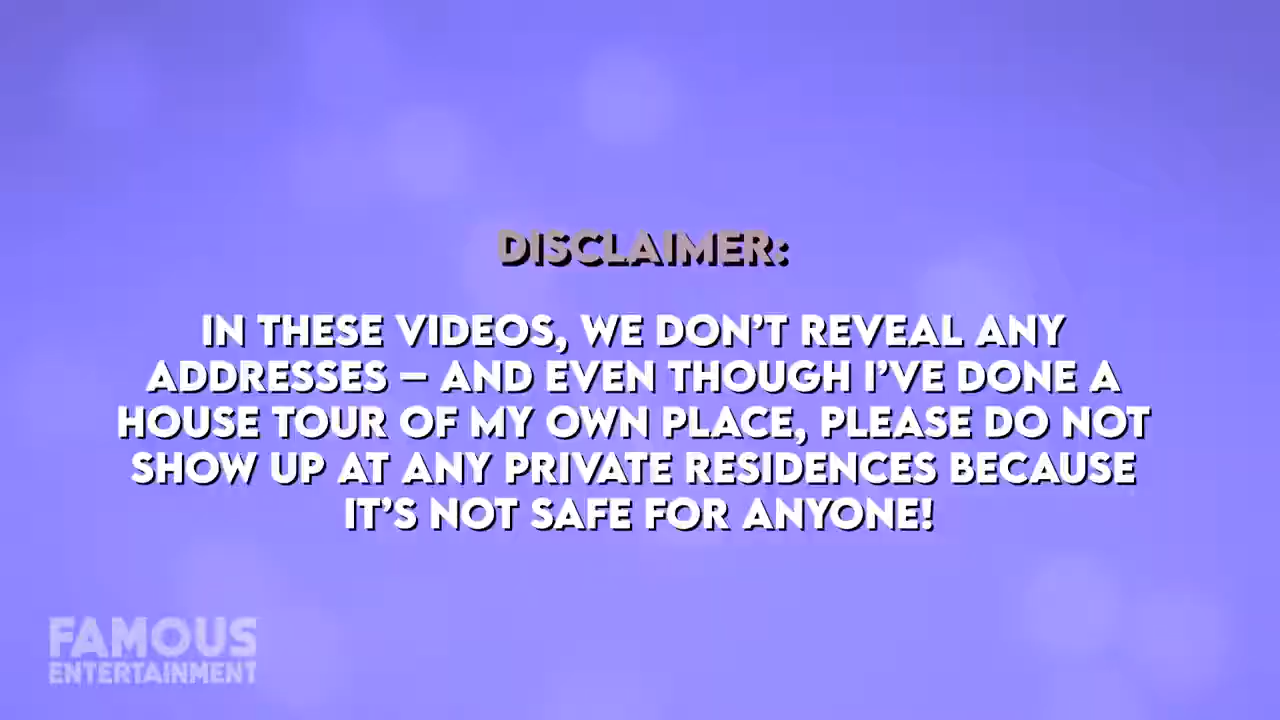 DISCLAIMER:
IN THESE VIDEOS, WE DON'T REVEAL ANY
ADDRESSES – AND EVEN THOUGH I'VE DONE A
HOUSE TOUR OF MY OWN PLACE, PLEASE DO NOT
SHOW UP AT ANY PRIVATE RESIDENCES BECAUSE
IT'S NOT SAFE FOR ANYONE!
FAMOUS
ENTERTAINMENT